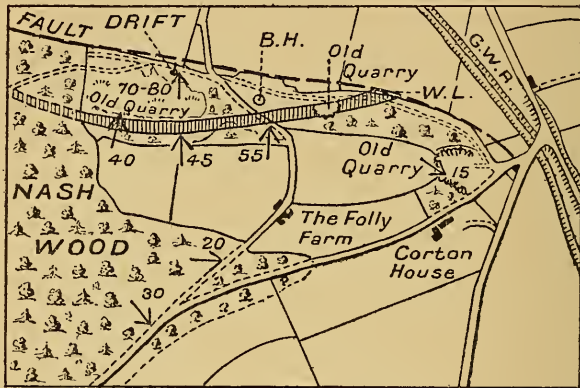 FAULT
DRIFT
B.H.
Old
Quarry
G.W.R.
70-80
Old Quarry
W.L.
40
45
55
Old
Quarry
15
NASH
WOOD
The Folly
Farm
20
Corton
House
30